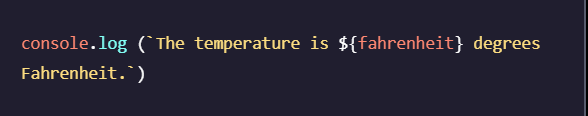 console.log (`The temperature is ${fahrenheit} degrees
Fahrenheit.`)